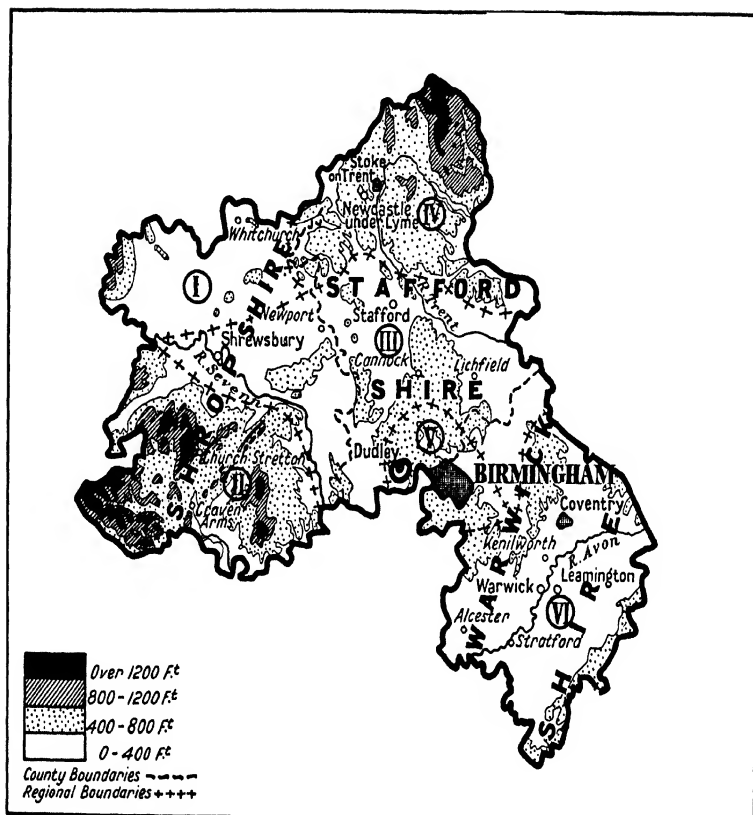 Stoke
on Trent
Newcastle
under Lyme
IV
Whitchurch
I
SHROPSHIRE
STAFFORD
SHIRE
R. Trent
Newport
Stafford
Shrewsbury
III
Cannock
Lichfield
R. Severn
V
Dudley
Church Stretton
II
Craven
Arms
BIRMINGHAM
WARWICK
SHIRE
Coventry
Kenilworth
R. Avon
Warwick
Leamington
VI
Alcester
Stratford
Over 1200 Ft
800-1200 Ft
400-800 Ft
0-400 Ft
County Boundaries
Regional Boundaries